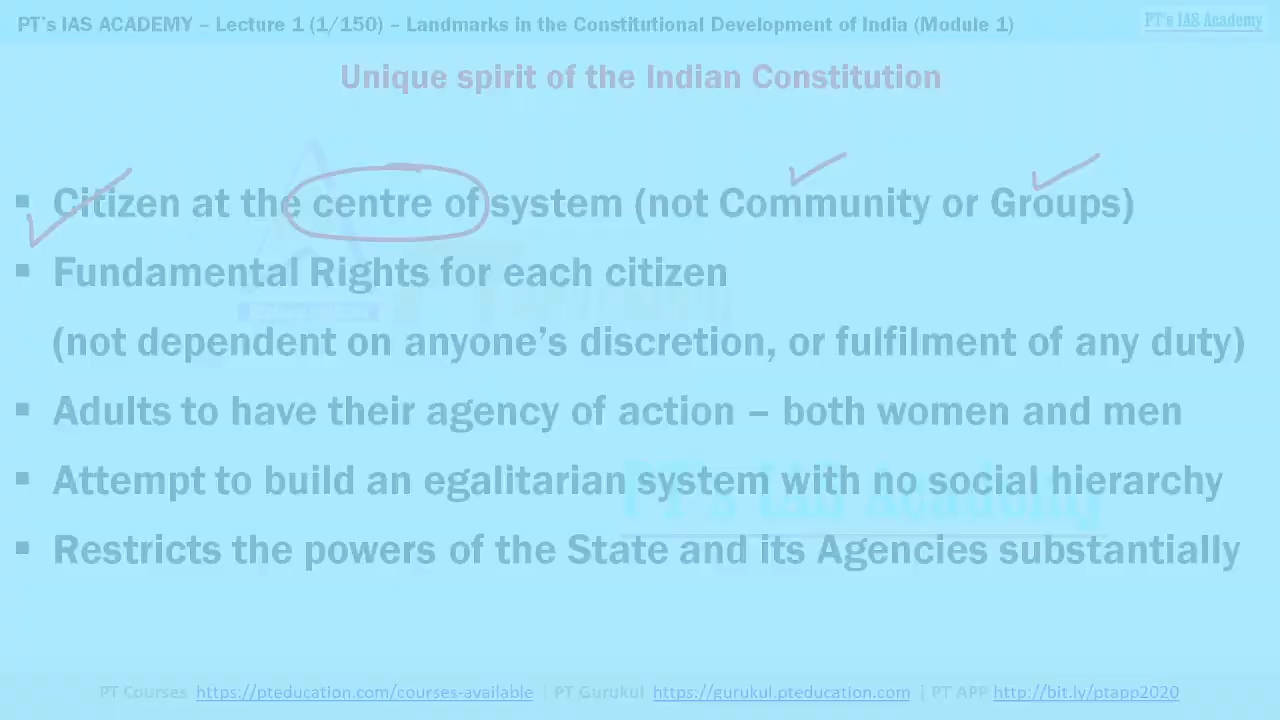 PT's IAS ACADEMY – Lecture 1 (1/150) – Landmarks in the Constitutional Development of India (Module 1)
PT's IAS Academy
Unique spirit of the Indian Constitution
▪ Citizen at the centre of system (not Community or Groups)
▪ Fundamental Rights for each citizen
(not dependent on anyone's discretion, or fulfilment of any duty)
▪ Adults to have their agency of action – both women and men
▪ Attempt to build an egalitarian system with no social hierarchy
PT's IAS Academy
▪ Restricts the powers of the State and its Agencies substantially
PT Courses https://pteducation.com/courses-available | PT Gurukul https://gurukul.pteducation.com | PT APP http://bit.ly/ptapp2020